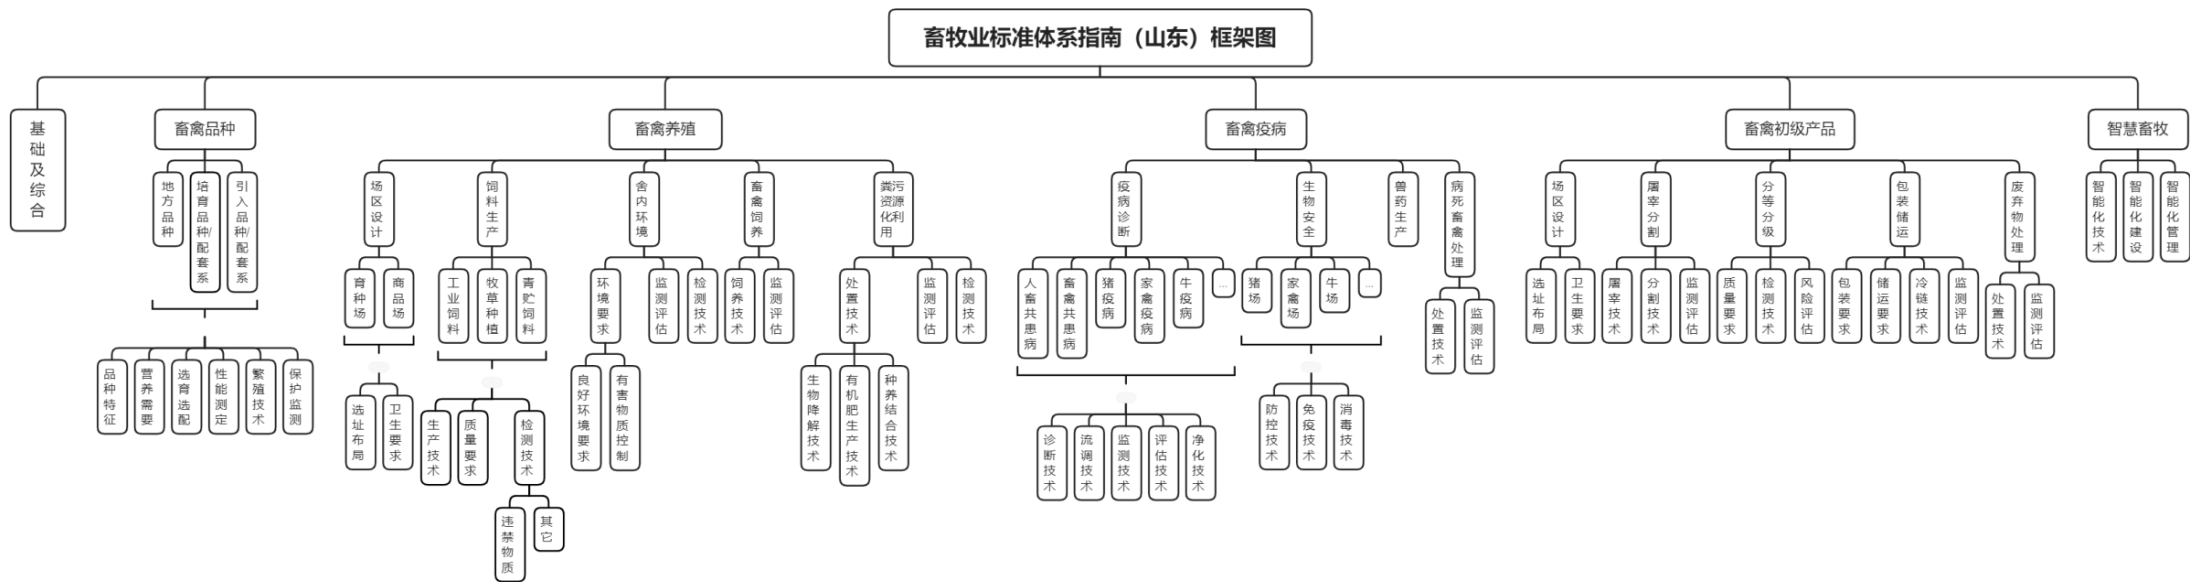 畜牧业标准体系指南（山东）框架图
基础及综合
畜禽品种
畜禽养殖
畜禽疫病
畜禽初级产品
智慧畜牧
地方品种
培育品种/配套系
引入品种/配套系
场区设计
饲料生产
舍内环境
畜禽饲养
粪污资源化利用
疫病诊断
生物安全
兽药生产
病死畜禽处理
场区设计
屠宰分割
分等分级
包装储运
废弃物处理
智能化技术
智能化建设
智能化管理
育种场
商品场
工业饲料
牧草种植
青贮饲料
环境要求
监测评估
检测技术
饲养技术
监测评估
处置技术
监测评估
检测技术
人畜共患病
畜禽共患病
猪疫病
家禽疫病
牛疫病
...
猪场
家禽场
牛场
...
处置技术
监测评估
选址布局
卫生要求
屠宰技术
分割技术
监测评估
质量要求
检测技术
风险评估
包装要求
储运要求
冷链技术
监测评估
处置技术
监测评估
品种特征
营养需要
选育选配
性能测定
繁殖技术
保护监测
选址布局
卫生要求
生产技术
质量要求
检测技术
良好环境要求
有害物质控制
生物降解技术
有机肥生产技术
种养结合技术
诊断技术
流调技术
监测技术
评估技术
净化技术
防控技术
免疫技术
消毒技术
违禁物质
其它